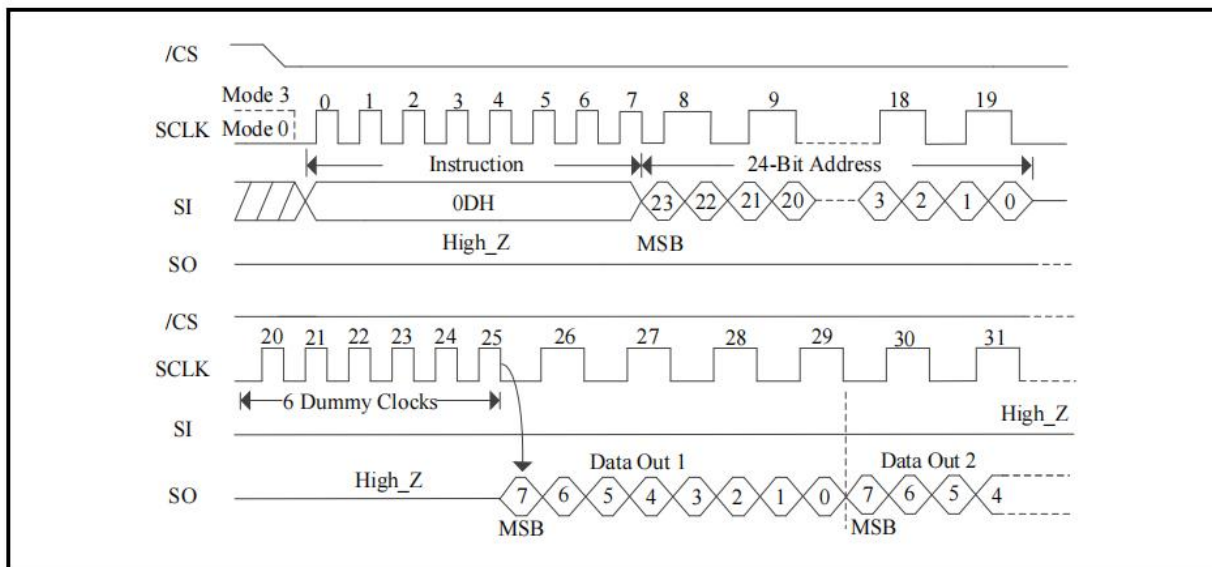 /CS
Mode 3
0 1 2 3 4 5 6 7 8 9 18 19
SCLK
Mode 0
Instruction 24-Bit Address
SI 0DH 23 22 21 20 3 2 1 0
High_Z MSB
SO
/CS
20 21 22 23 24 25 26 27 28 29 30 31
SCLK
6 Dummy Clocks
High_Z
SI
High_Z Data Out 1 Data Out 2
SO 7 6 5 4 3 2 1 0 7 6 5 4
MSB MSB